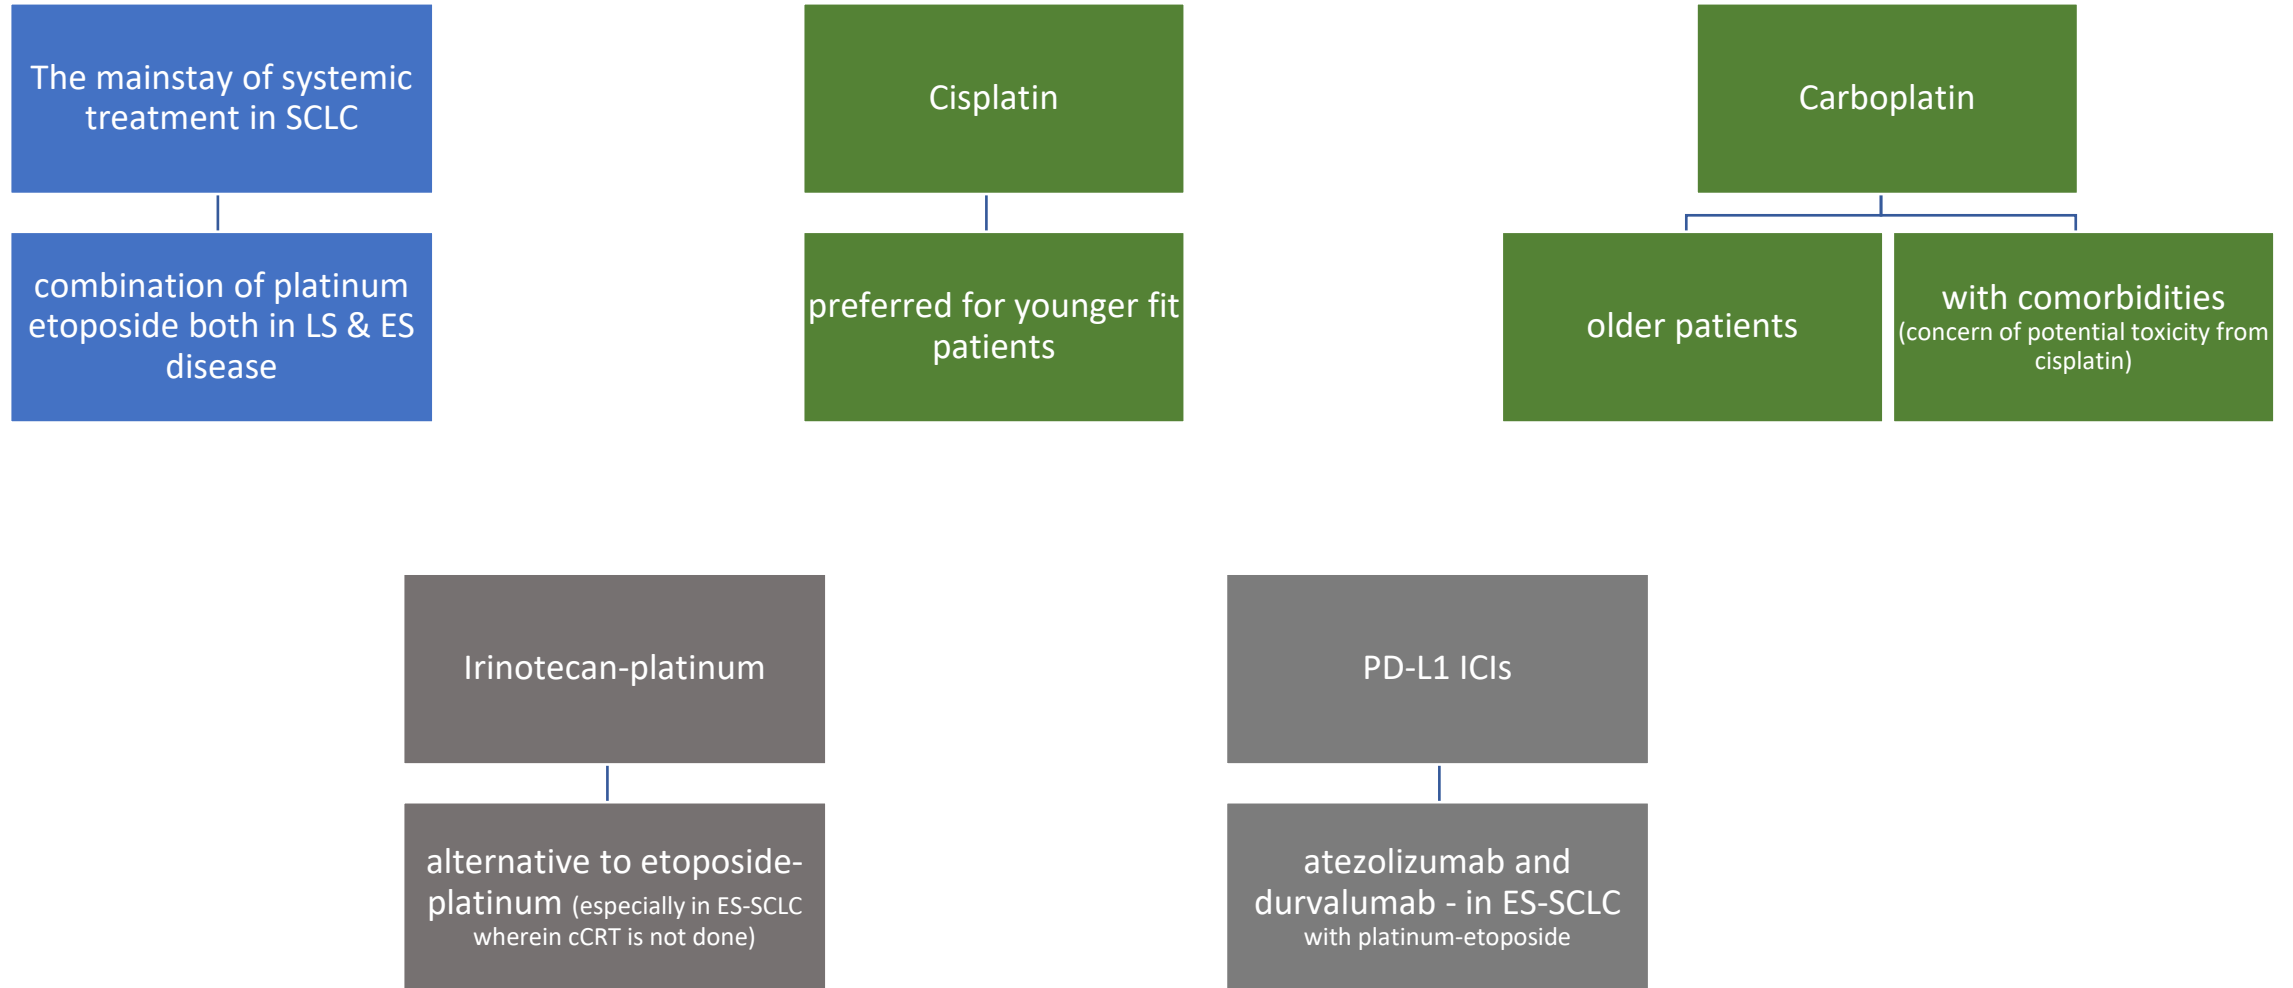 The mainstay of systemic
treatment in SCLC
combination of platinum
etoposide both in LS & ES
disease
Cisplatin
preferred for younger fit
patients
Carboplatin
older patients
with comorbidities
(concern of potential toxicity from
cisplatin)
Irinotecan-platinum
alternative to etoposide-
platinum (especially in ES-SCLC
wherein cCRT is not done)
PD-L1 ICIs
atezolizumab and
durvalumab - in ES-SCLC
with platinum-etoposide